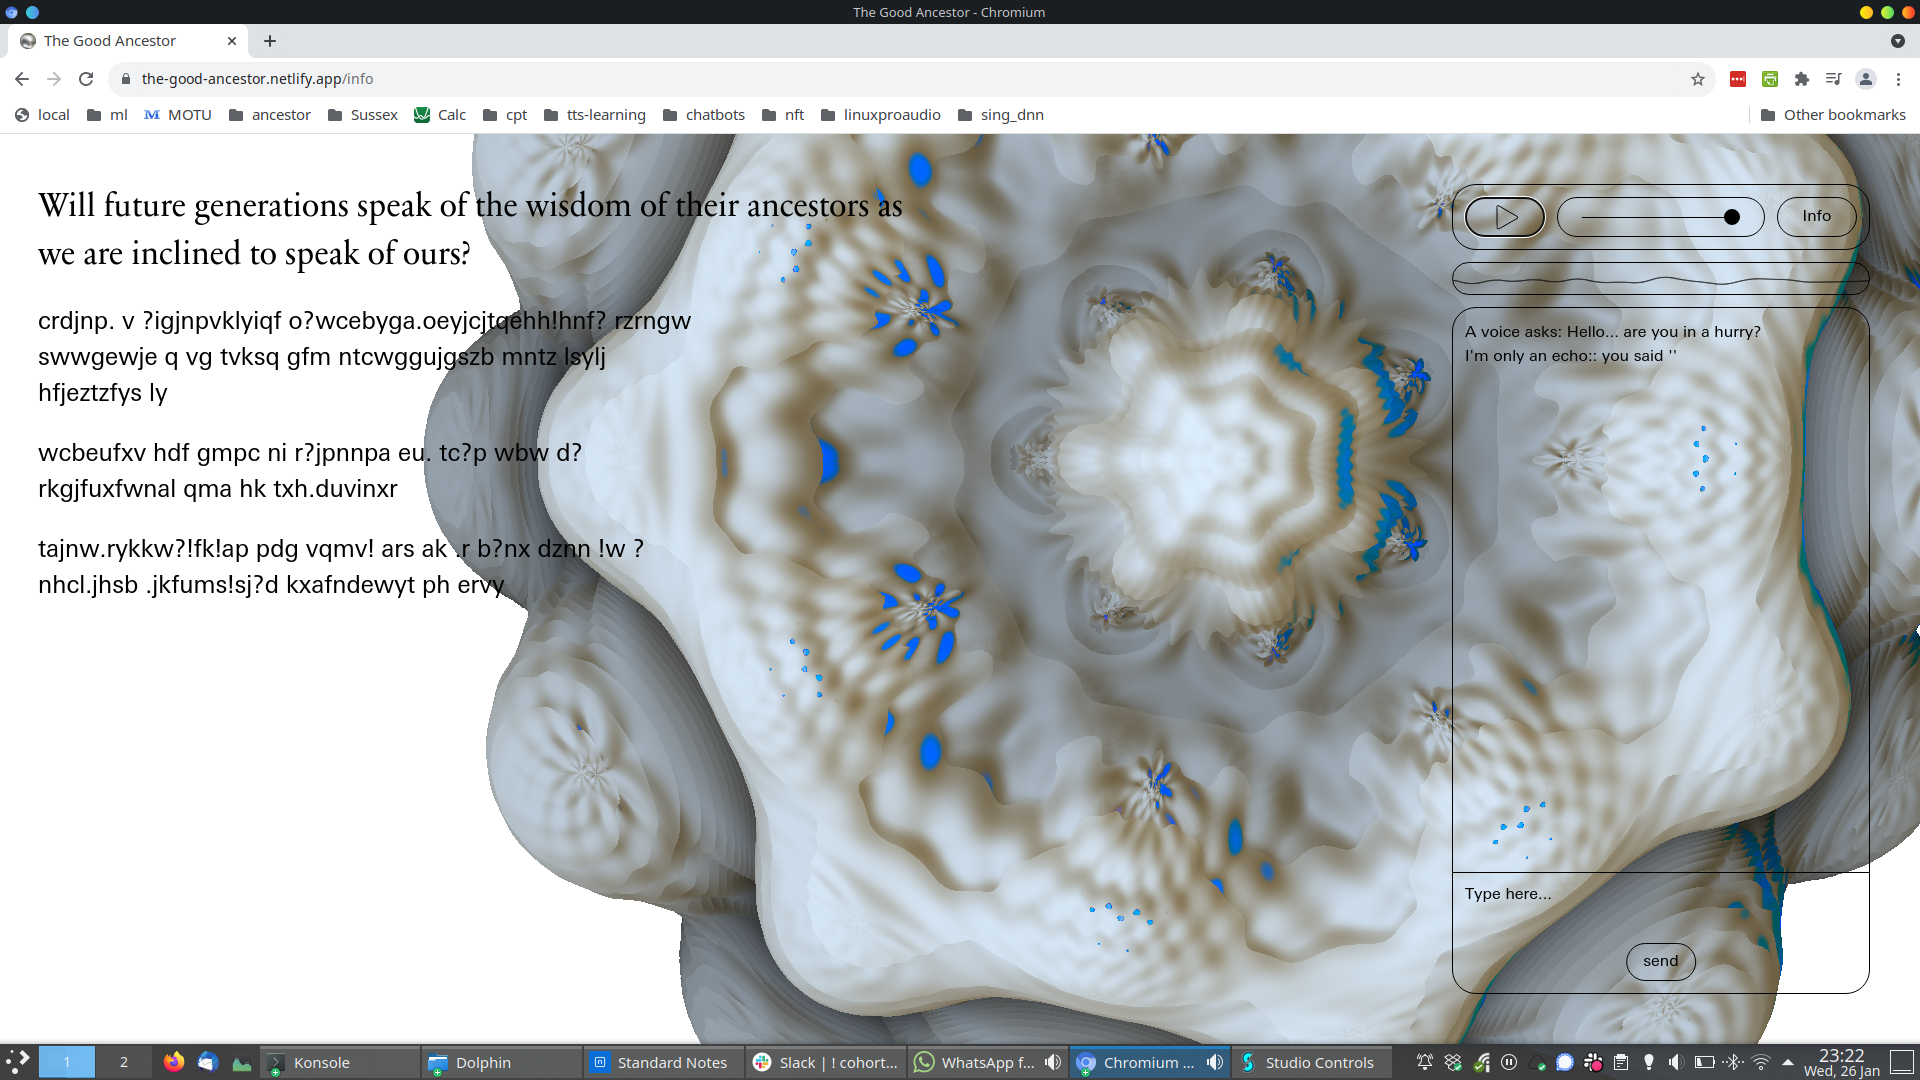 The Good Ancestor - Chromium
The Good Ancestor
the-good-ancestor.netlify.app/info
local ml MOTU ancestor Sussex Calc cpt tts-learning chatbots nft linuxproaudio sing_dnn Other bookmarks
Will future generations speak of the wisdom of their ancestors as
we are inclined to speak of ours?
crdjnp. v ?igjnpvklyiqf o?wcebyga.oeyjcjtqehh!hnf? rzrngw
swwgewje q vg tvksq gfm ntcwggujgszb mntz lsylj
hfjeztzfys ly
wcbeufxv hdf gmpc ni r?jpnnpa eu. tc?p wbw d?
rkgjfuxfwnal qma hk txh.duvinxr
tajnw.rykkw?!fk!ap pdg vqmv! ars ak .r b?nx dznn !w ?
nhcl.jhsb .jkfums!sj?d kxafndewyt ph ervy
Info
A voice asks: Hello... are you in a hurry?
I'm only an echo:: you said ''
Type here...
send
1 2 Konsole Dolphin Standard Notes Slack | ! cohort... WhatsApp f... Chromium ... Studio Controls 23:22
Wed, 26 Jan